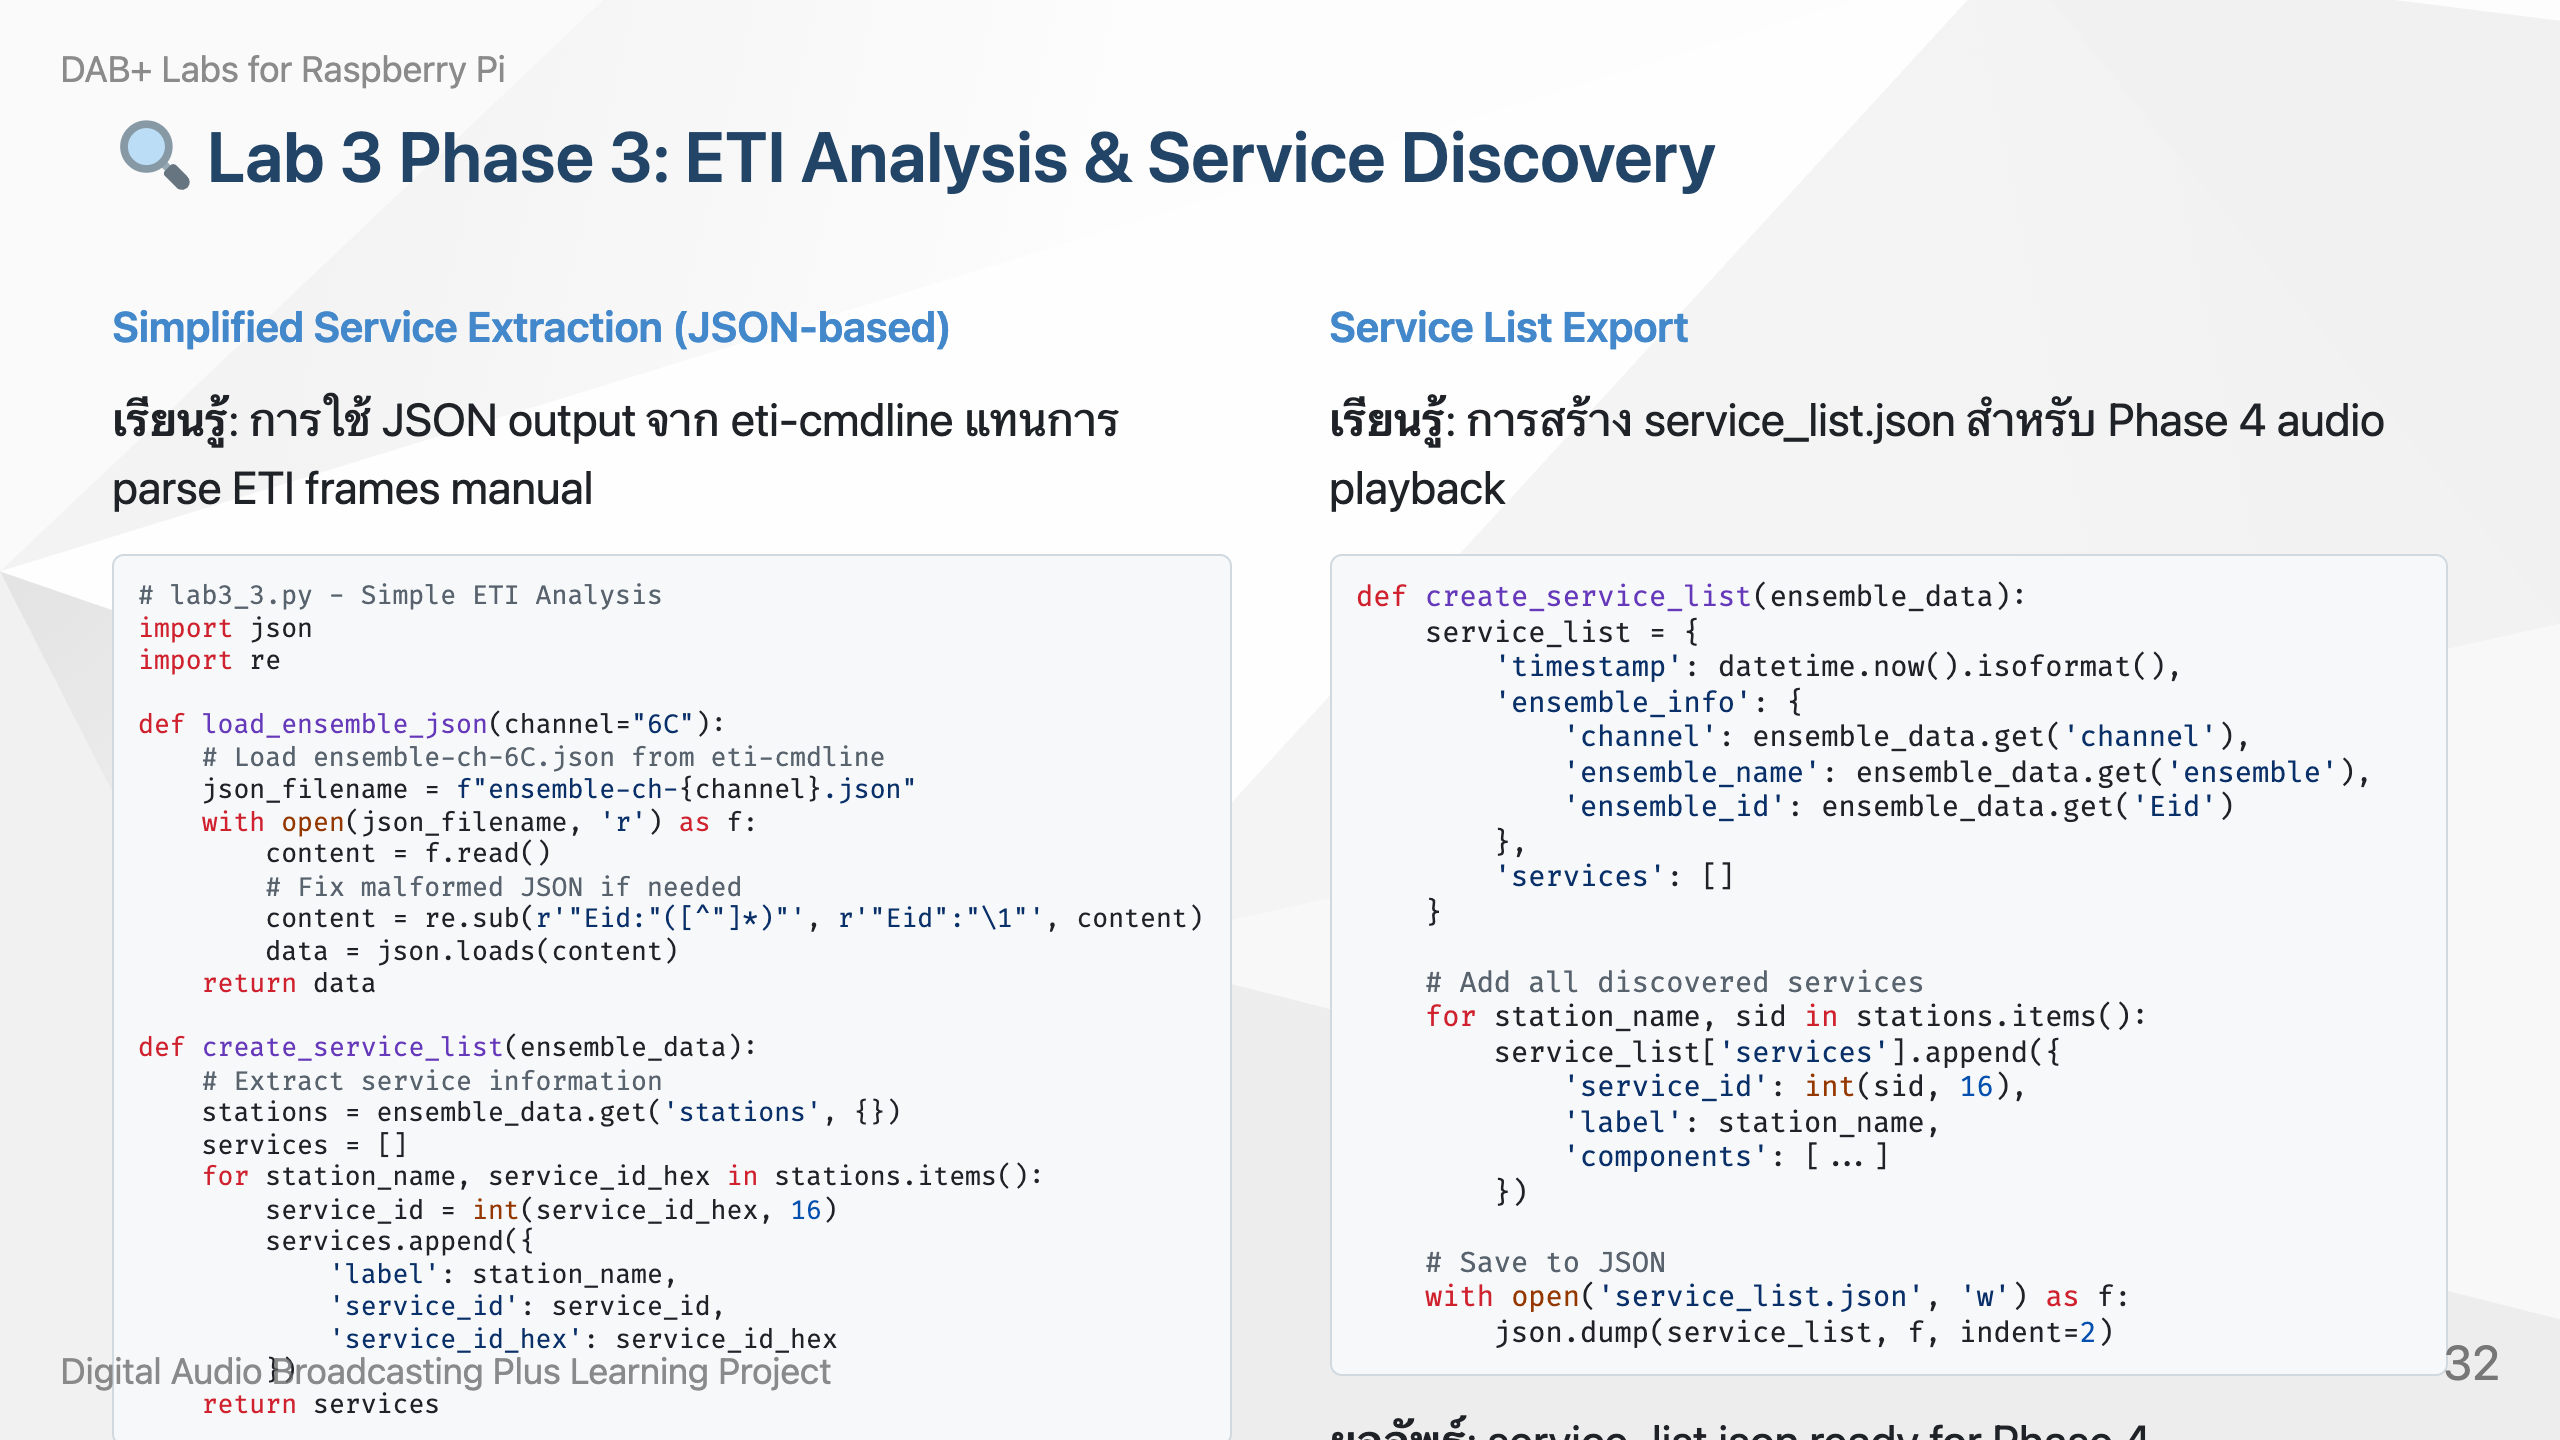 DAB+ Labs for Raspberry Pi
🔍 Lab 3 Phase 3: ETI Analysis & Service Discovery
Simplified Service Extraction (JSON-based)
เรียนรู้: การใช้ JSON output จาก eti-cmdline แทนการ
parse ETI frames manual
# lab3_3.py - Simple ETI Analysis
import json
import re

def load_ensemble_json(channel="6C"):
    # Load ensemble-ch-6C.json from eti-cmdline
    json_filename = f"ensemble-ch-{channel}.json"
    with open(json_filename, 'r') as f:
        content = f.read()
        # Fix malformed JSON if needed
        content = re.sub(r'"Eid:"([^"]*)"', r'"Eid":"\1"', content)
        data = json.loads(content)
    return data

def create_service_list(ensemble_data):
    # Extract service information
    stations = ensemble_data.get('stations', {})
    services = []
    for station_name, service_id_hex in stations.items():
        service_id = int(service_id_hex, 16)
        services.append({
            'label': station_name,
            'service_id': service_id,
            'service_id_hex': service_id_hex
        })
    return services
Service List Export
เรียนรู้: การสร้าง service_list.json สำหรับ Phase 4 audio
playback
def create_service_list(ensemble_data):
    service_list = {
        'timestamp': datetime.now().isoformat(),
        'ensemble_info': {
            'channel': ensemble_data.get('channel'),
            'ensemble_name': ensemble_data.get('ensemble'),
            'ensemble_id': ensemble_data.get('Eid')
        },
        'services': []
    }

    # Add all discovered services
    for station_name, sid in stations.items():
        service_list['services'].append({
            'service_id': int(sid, 16),
            'label': station_name,
            'components': [...]
        })

    # Save to JSON
    with open('service_list.json', 'w') as f:
        json.dump(service_list, f, indent=2)
ผลลัพธ์: service_list.json ready for Phase 4
Digital Audio Broadcasting Plus Learning Project
32